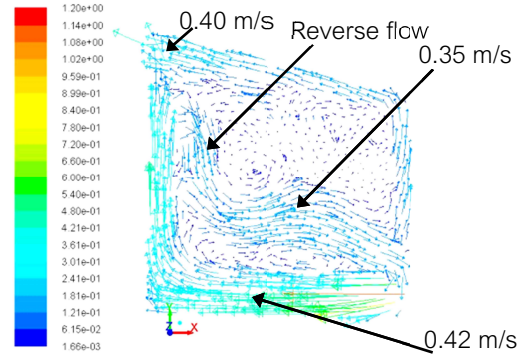 1.20e+00
1.14e+00
1.08e+00
1.02e+00
9.59e-01
8.99e-01
8.40e-01
7.80e-01
7.20e-01
6.60e-01
6.00e-01
5.40e-01
4.80e-01
4.21e-01
3.61e-01
3.01e-01
2.41e-01
1.81e-01
1.21e-01
6.15e-02
1.66e-03
0.40 m/s
Reverse flow
0.35 m/s
0.42 m/s
Y
Z
X